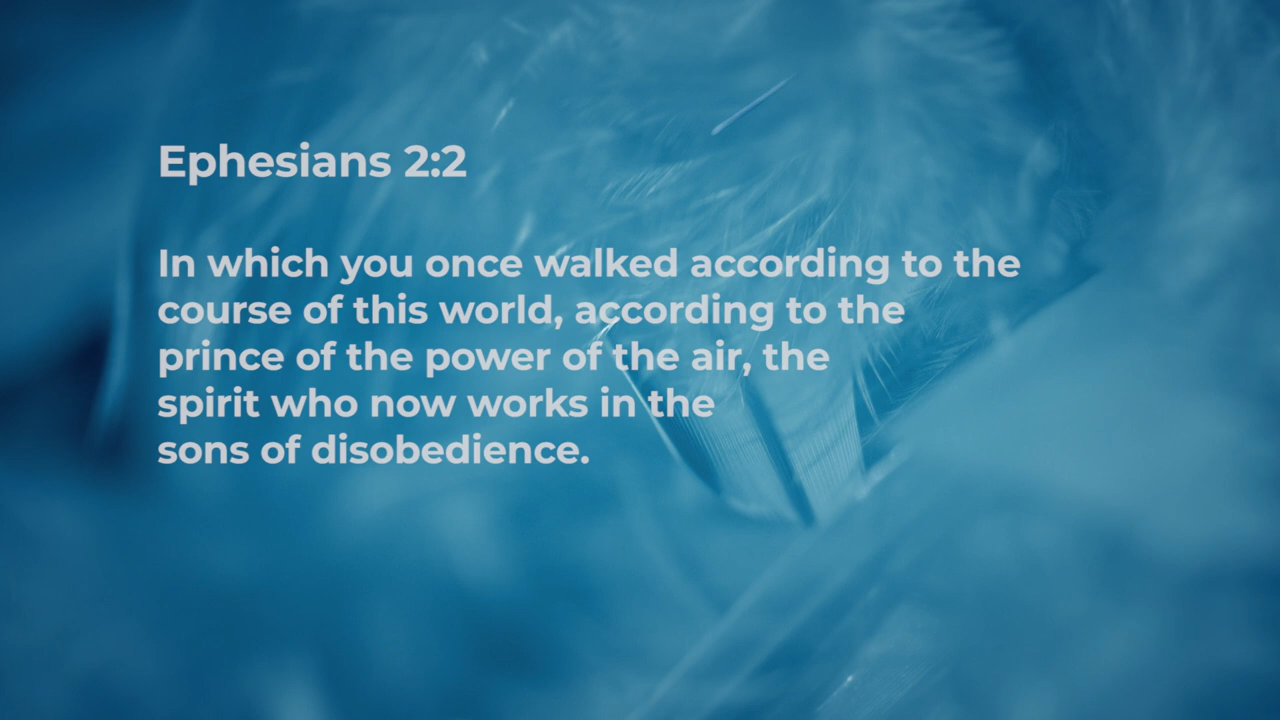 Ephesians 2:2
In which you once walked according to the
course of this world, according to the
prince of the power of the air, the
spirit who now works in the
sons of disobedience.